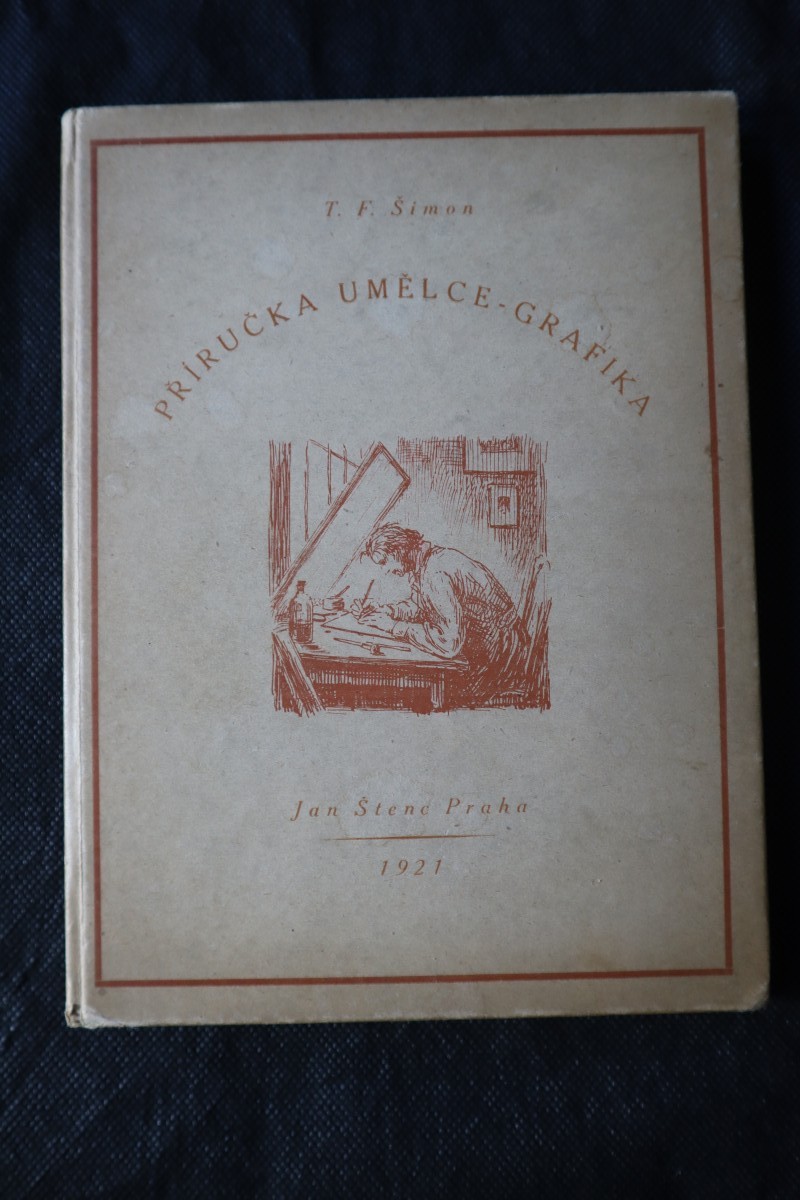 T. F. Šimon
PŘÍRUČKA UMĚLCE-GRAFIKA
Jan Štenc Praha
1921